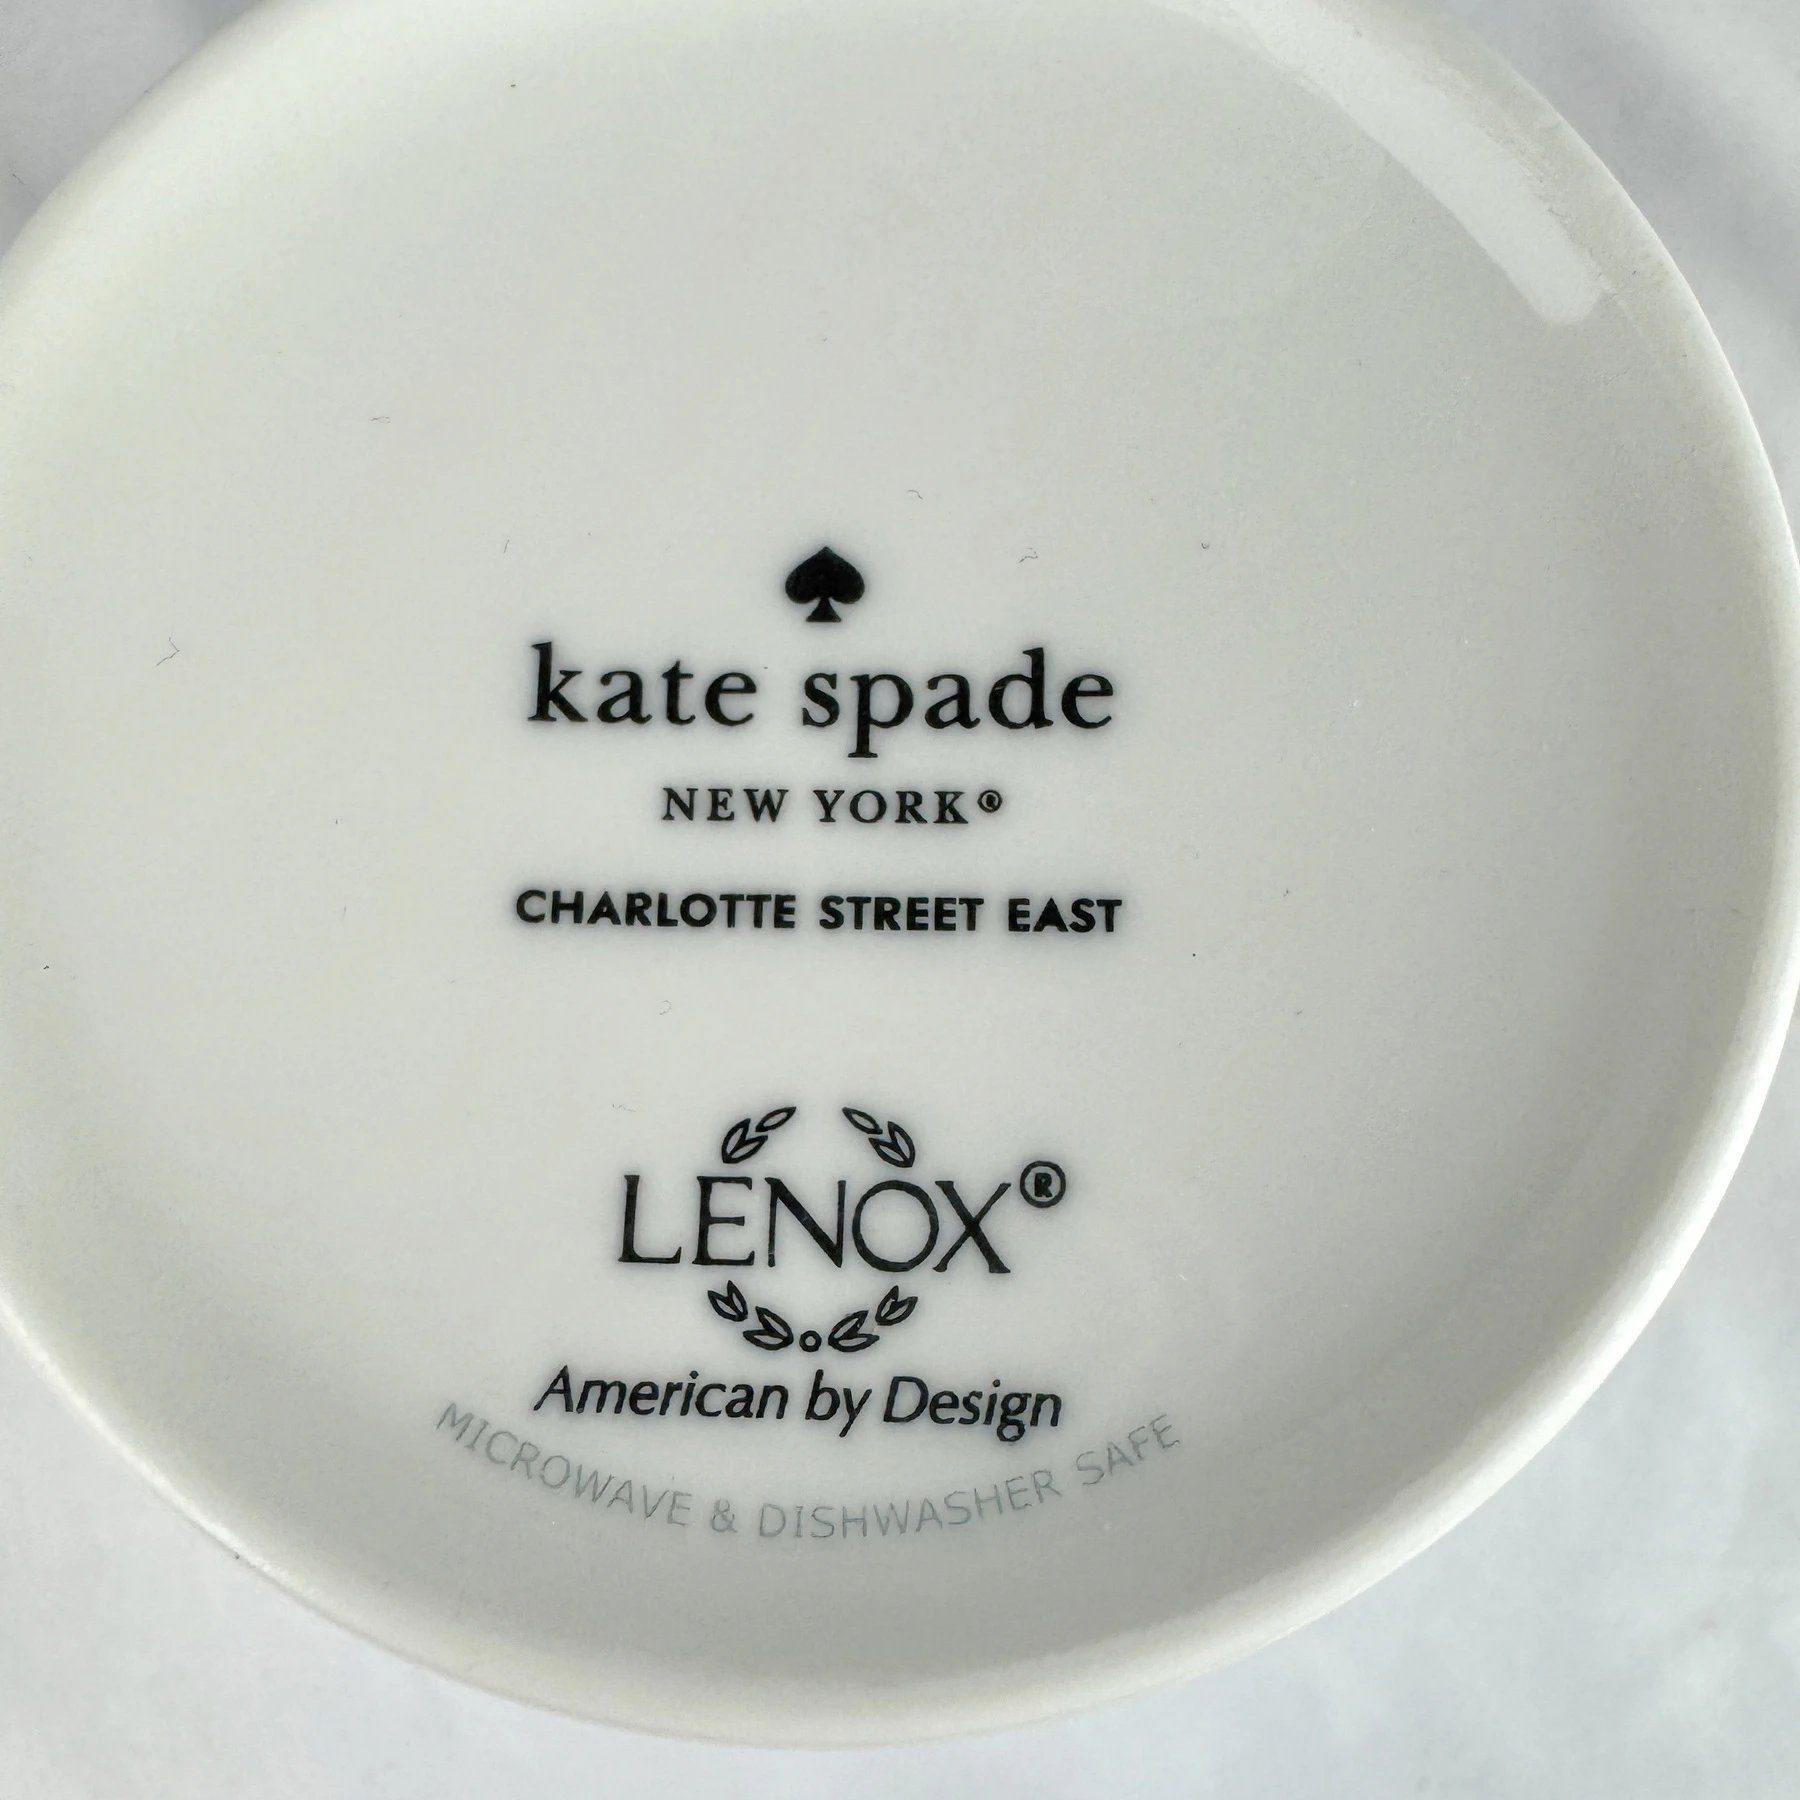 kate spade
NEW YORK®
CHARLOTTE STREET EAST
LENOX®
American by Design
MICROWAVE & DISHWASHER SAFE